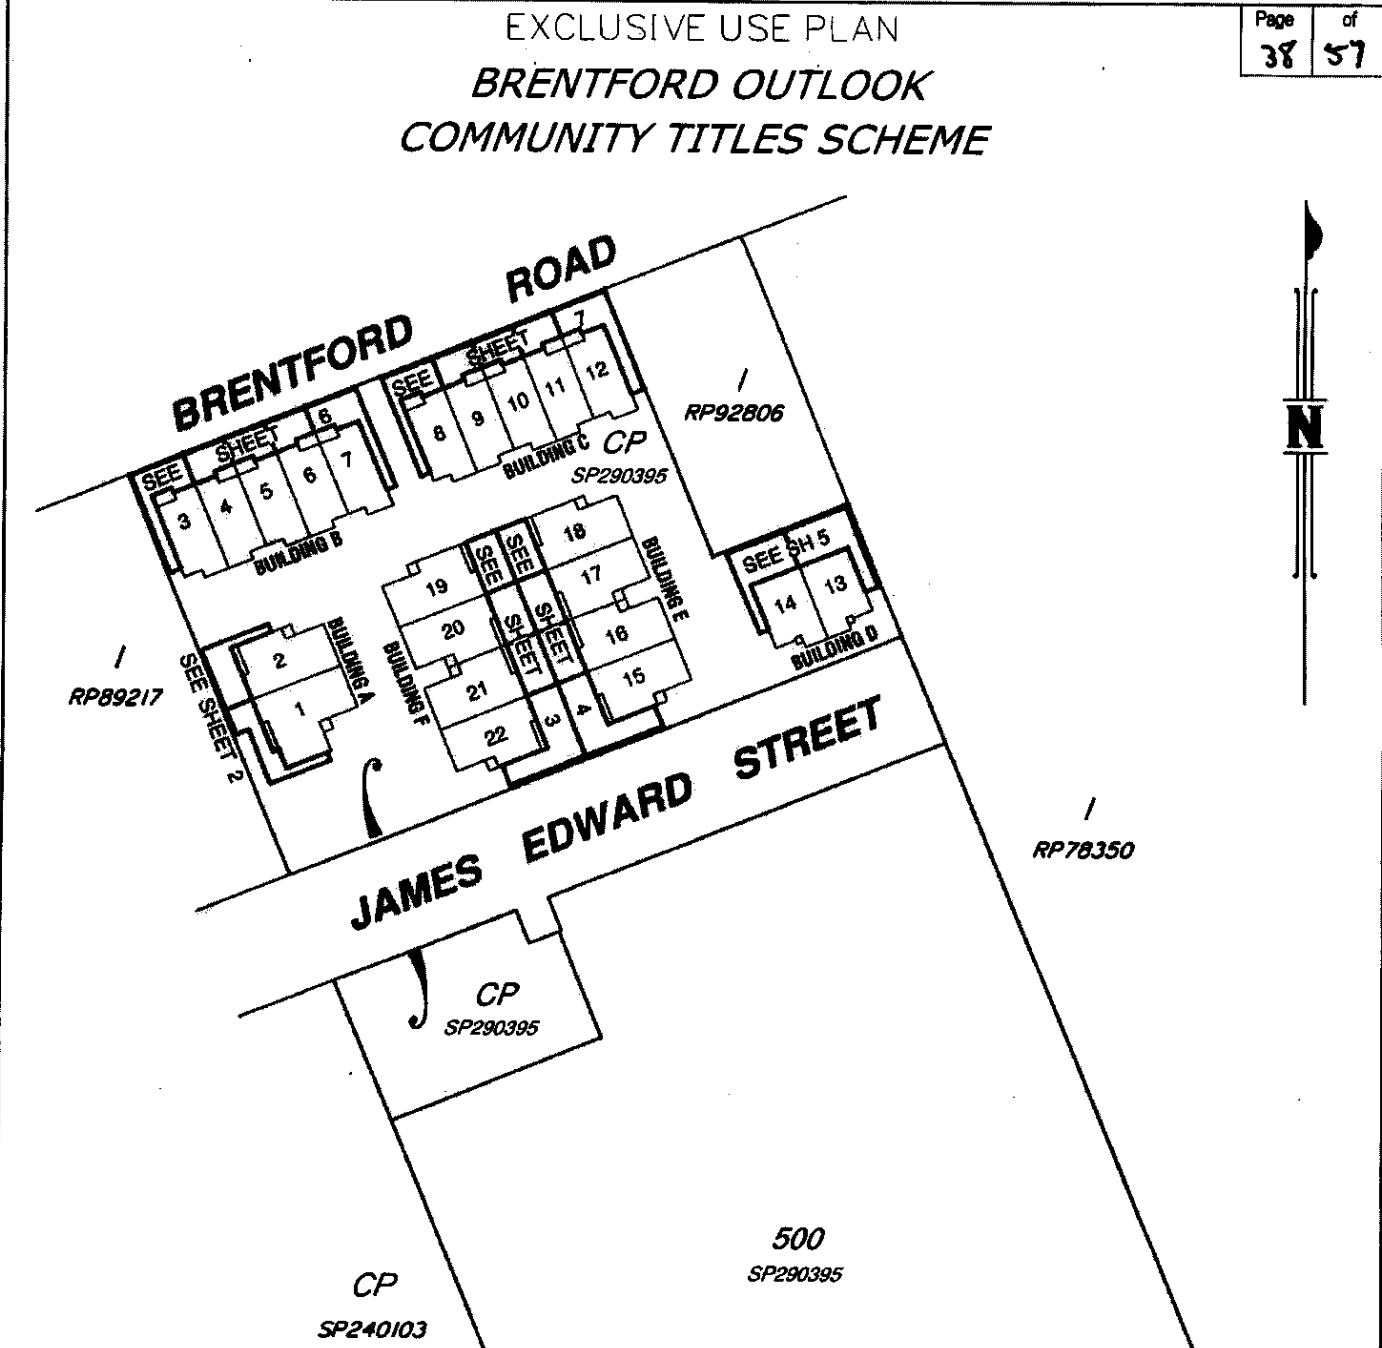 EXCLUSIVE USE PLAN
BRENTFORD OUTLOOK
COMMUNITY TITLES SCHEME
Page of
38 57
BRENTFORD ROAD
SEE SHEET 6
3 4 5 6 7
BUILDING B
SEE SHEET 7
8 9 10 11 12
BUILDING C
CP
SP290395
1
RP92806
N
SEE SH 5
14 13
BUILDING D
SEE SHEET 3
19
20
21
22
BUILDING F
SEE SHEET 4
18
17
16
15
BUILDING E
1
RP89217
SEE SHEET 2
2
1
BUILDING A
JAMES EDWARD STREET
1
RP78350
CP
SP290395
500
SP290395
CP
SP240103